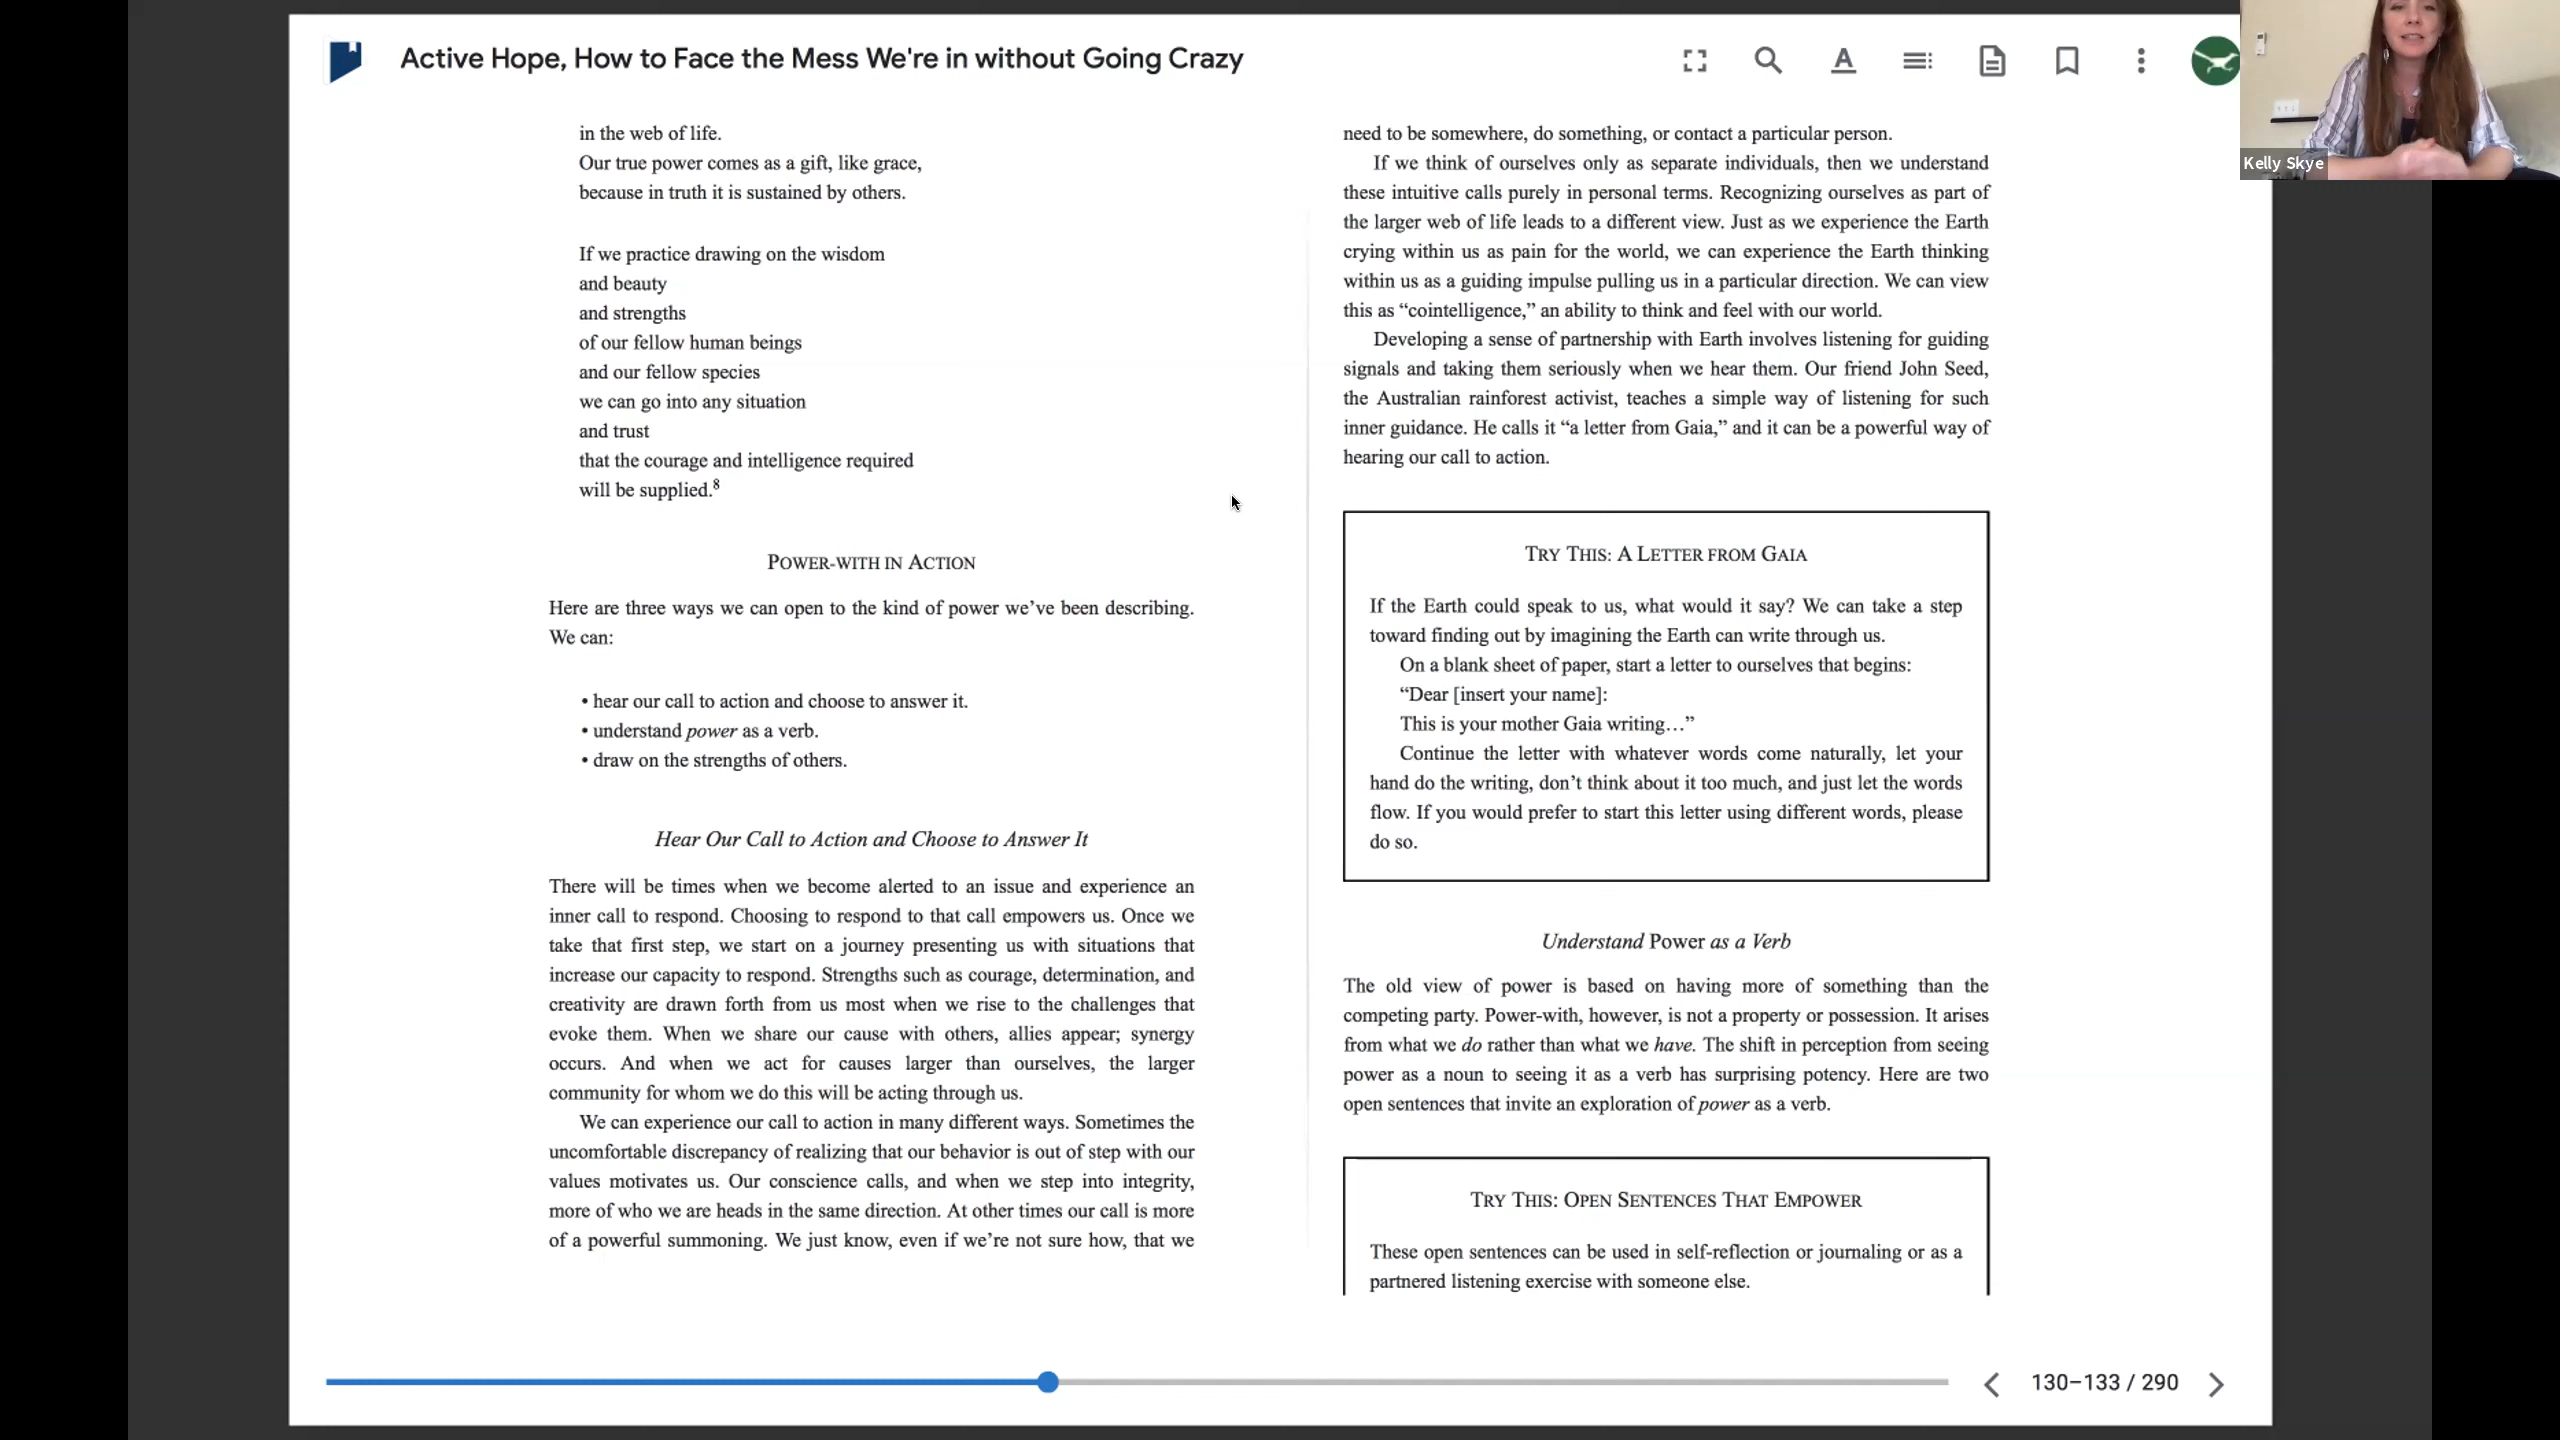 Active Hope, How to Face the Mess We're in without Going Crazy
Kelly Skye
in the web of life.
Our true power comes as a gift, like grace,
because in truth it is sustained by others.
If we practice drawing on the wisdom
and beauty
and strengths
of our fellow human beings
and our fellow species
we can go into any situation
and trust
that the courage and intelligence required
will be supplied.8
POWER-WITH IN ACTION
Here are three ways we can open to the kind of power we’ve been describing.
We can:
• hear our call to action and choose to answer it.
• understand power as a verb.
• draw on the strengths of others.
Hear Our Call to Action and Choose to Answer It
There will be times when we become alerted to an issue and experience an
inner call to respond. Choosing to respond to that call empowers us. Once we
take that first step, we start on a journey presenting us with situations that
increase our capacity to respond. Strengths such as courage, determination, and
creativity are drawn forth from us most when we rise to the challenges that
evoke them. When we share our cause with others, allies appear; synergy
occurs. And when we act for causes larger than ourselves, the larger
community for whom we do this will be acting through us.
We can experience our call to action in many different ways. Sometimes the
uncomfortable discrepancy of realizing that our behavior is out of step with our
values motivates us. Our conscience calls, and when we step into integrity,
more of who we are heads in the same direction. At other times our call is more
of a powerful summoning. We just know, even if we’re not sure how, that we
need to be somewhere, do something, or contact a particular person.
If we think of ourselves only as separate individuals, then we understand
these intuitive calls purely in personal terms. Recognizing ourselves as part of
the larger web of life leads to a different view. Just as we experience the Earth
crying within us as pain for the world, we can experience the Earth thinking
within us as a guiding impulse pulling us in a particular direction. We can view
this as “cointelligence,” an ability to think and feel with our world.
Developing a sense of partnership with Earth involves listening for guiding
signals and taking them seriously when we hear them. Our friend John Seed,
the Australian rainforest activist, teaches a simple way of listening for such
inner guidance. He calls it “a letter from Gaia,” and it can be a powerful way of
hearing our call to action.
TRY THIS: A LETTER FROM GAIA
If the Earth could speak to us, what would it say? We can take a step
toward finding out by imagining the Earth can write through us.
On a blank sheet of paper, start a letter to ourselves that begins:
“Dear [insert your name]:
This is your mother Gaia writing…”
Continue the letter with whatever words come naturally, let your
hand do the writing, don’t think about it too much, and just let the words
flow. If you would prefer to start this letter using different words, please
do so.
Understand Power as a Verb
The old view of power is based on having more of something than the
competing party. Power-with, however, is not a property or possession. It arises
from what we do rather than what we have. The shift in perception from seeing
power as a noun to seeing it as a verb has surprising potency. Here are two
open sentences that invite an exploration of power as a verb.
TRY THIS: OPEN SENTENCES THAT EMPOWER
These open sentences can be used in self-reflection or journaling or as a
partnered listening exercise with someone else.
130–133 / 290